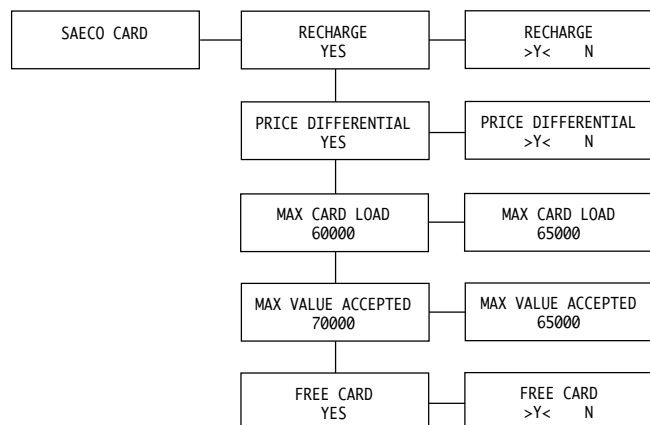 SAECO CARD
RECHARGE
YES
RECHARGE
>Y< N
PRICE DIFFERENTIAL
YES
PRICE DIFFERENTIAL
>Y< N
MAX CARD LOAD
60000
MAX CARD LOAD
65000
MAX VALUE ACCEPTED
70000
MAX VALUE ACCEPTED
65000
FREE CARD
YES
FREE CARD
>Y< N